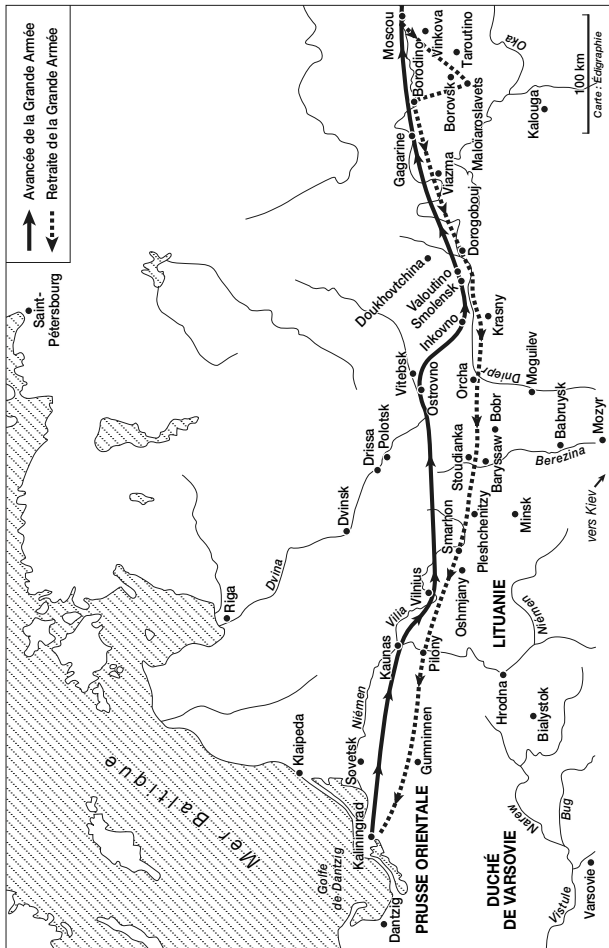 Avancée de la Grande Armée
Retraite de la Grande Armée
Saint-
Pétersbourg
Mer Baltique
Golfe
de Dantzig
Riga
Dvina
Dvinsk
Drissa
Polotsk
Vitebsk
Ostrovno
Doukhovtchina
Inkovno
Smolensk
Valoutino
Dorogobouj
Viazma
Gagarine
Borodino
Moscou
Vinkova
Taroutino
Borovsk
Maloïaroslavets
Kalouga
Oka
Klaipeda
Sovetsk
Niémen
Kaliningrad
Dantzig
Kaunas
Vilia
Vilnius
Smarhon
Oshmjany
Pilony
Gumninnen
PRUSSE ORIENTALE
LITUANIE
Pleshchenitzy
Stoudianka
Baryssaw
Bobr
Orcha
Krasny
Dniepr
Moguilev
Minsk
Berezina
Babruysk
Mozyr
vers Kiev
Niémen
Hrodna
Bialystok
Narew
Bug
DUCHÉ
DE VARSOVIE
Vistule
Varsovie
100 km
Carte : Édigraphie